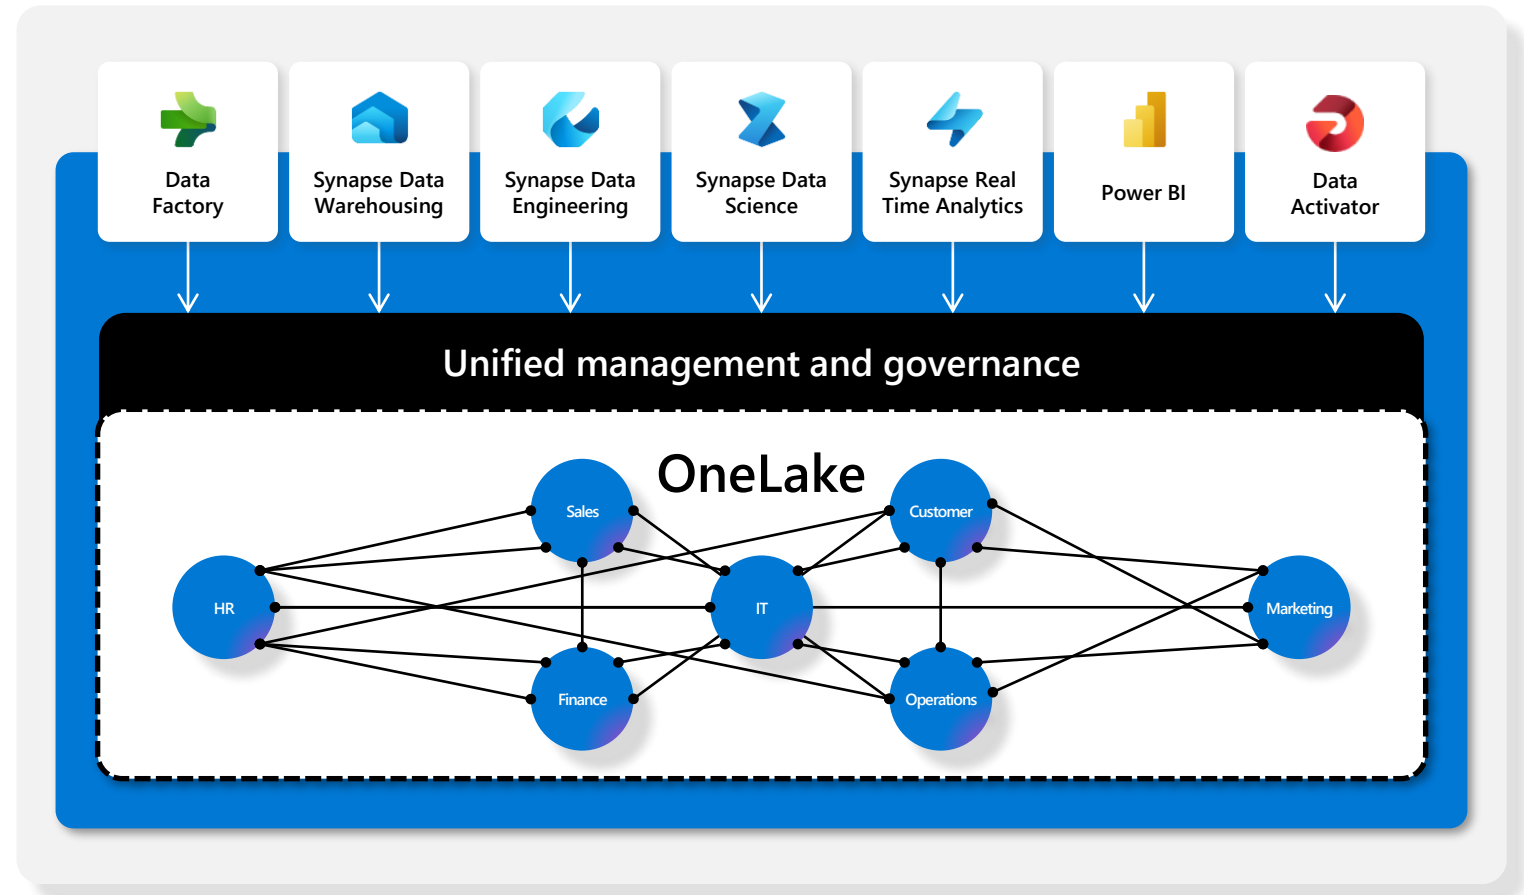 Data
Factory
Synapse Data
Warehousing
Synapse Data
Engineering
Synapse Data
Science
Synapse Real
Time Analytics
Power BI
Data
Activator
Unified management and governance
OneLake
Sales
Customer
HR
IT
Marketing
Finance
Operations